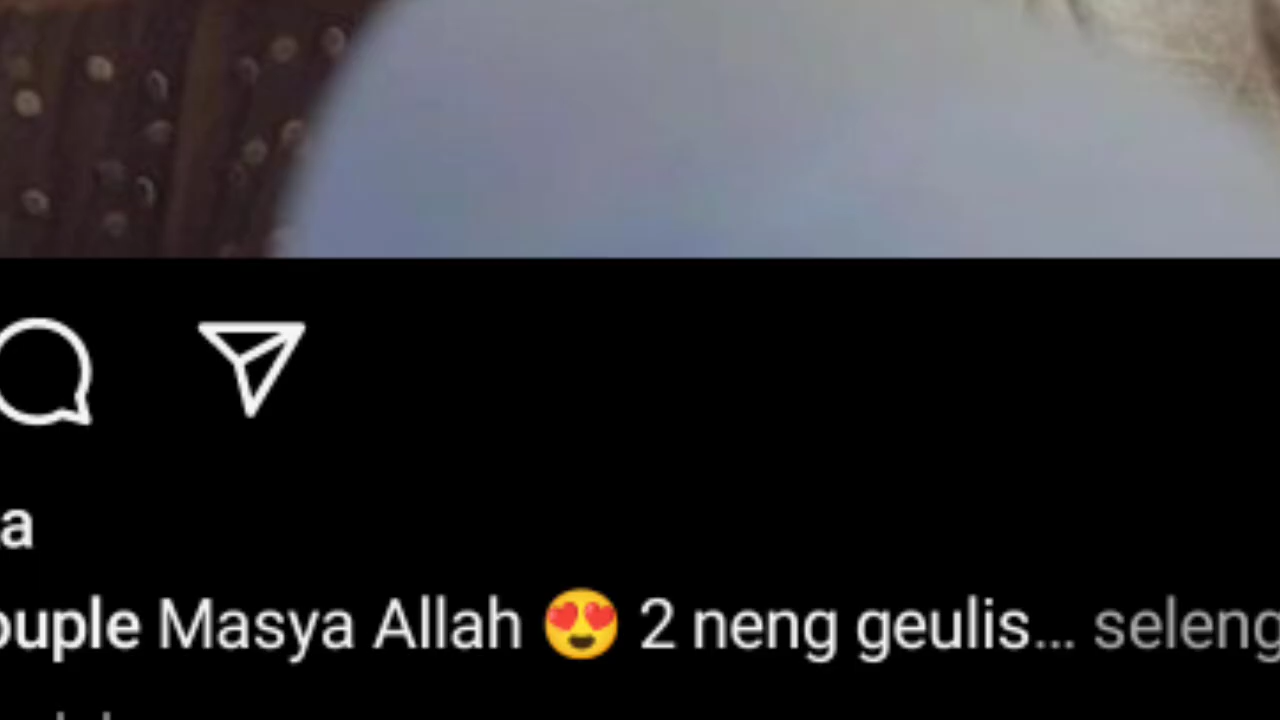 a
ouple Masya Allah 😍 2 neng geulis... seleng